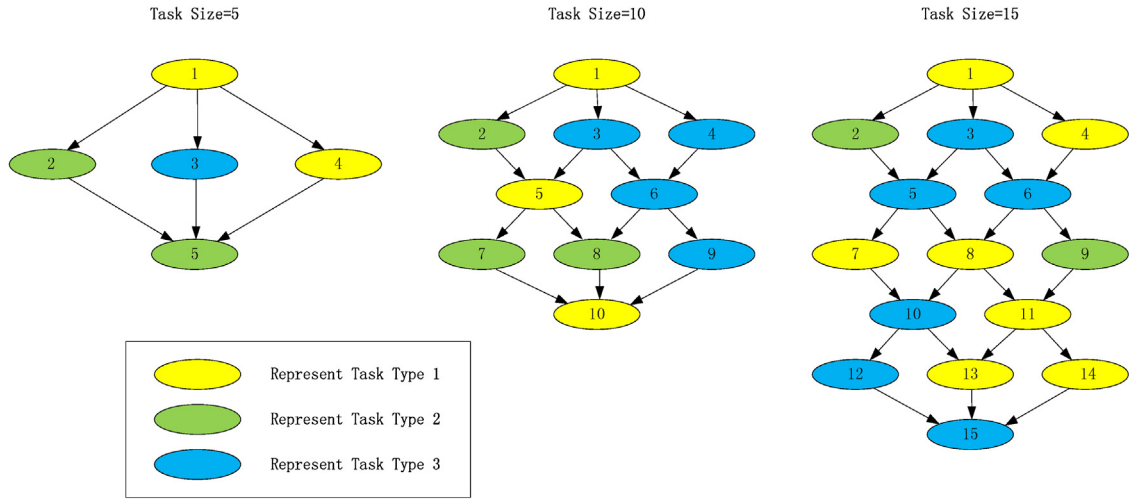 Task Size=5
1
2 3 4
5
Task Size=10
1
2 3 4
5 6
7 8 9
10
Task Size=15
1
2 3 4
5 6
7 8 9
10 11
12 13 14
15
Represent Task Type 1
Represent Task Type 2
Represent Task Type 3